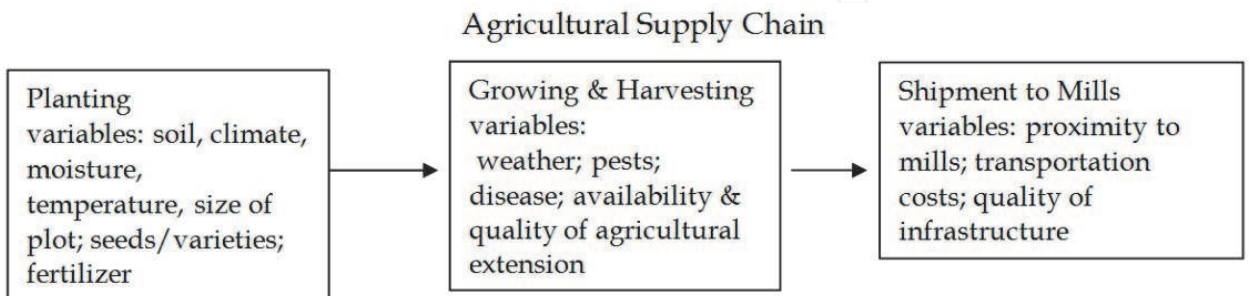 Agricultural Supply Chain
Planting
variables: soil, climate,
moisture,
temperature, size of
plot; seeds/varieties;
fertilizer
Growing & Harvesting
variables:
weather; pests;
disease; availability &
quality of agricultural
extension
Shipment to Mills
variables: proximity to
mills; transportation
costs; quality of
infrastructure